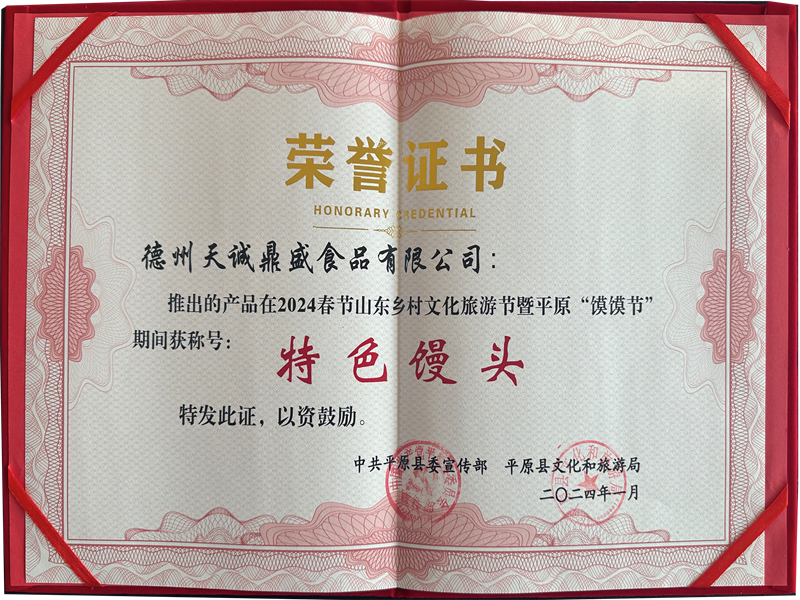 荣誉证书
HONORARY CREDENTIAL
德州天诚鼎盛食品有限公司：
推出的产品在2024春节山东乡村文化旅游节暨平原“馍馍节”
期间获称号：
特色馒头
特发此证，以资鼓励。
中共平原县委宣传部 平原县文化和旅游局
二〇二四年一月